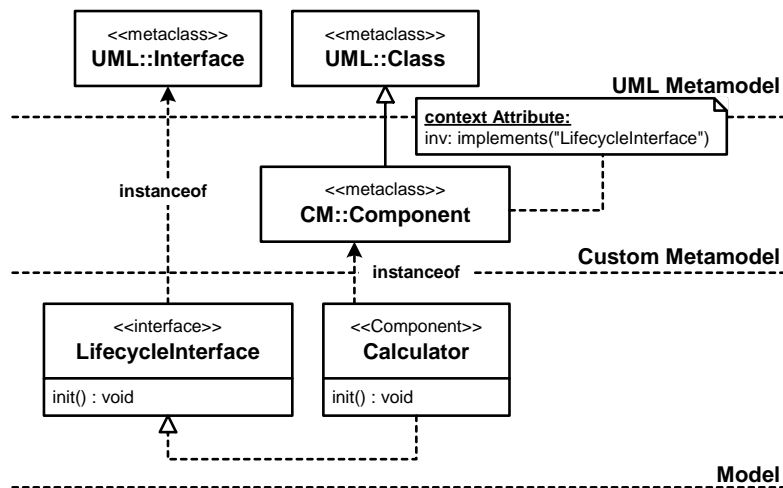 <<metaclass>>
UML::Interface
<<metaclass>>
UML::Class
UML Metamodel
context Attribute:
inv: implements("LifecycleInterface")
instanceof
<<metaclass>>
CM::Component
Custom Metamodel
instanceof
<<interface>>
LifecycleInterface
init() : void
<<Component>>
Calculator
init() : void
Model